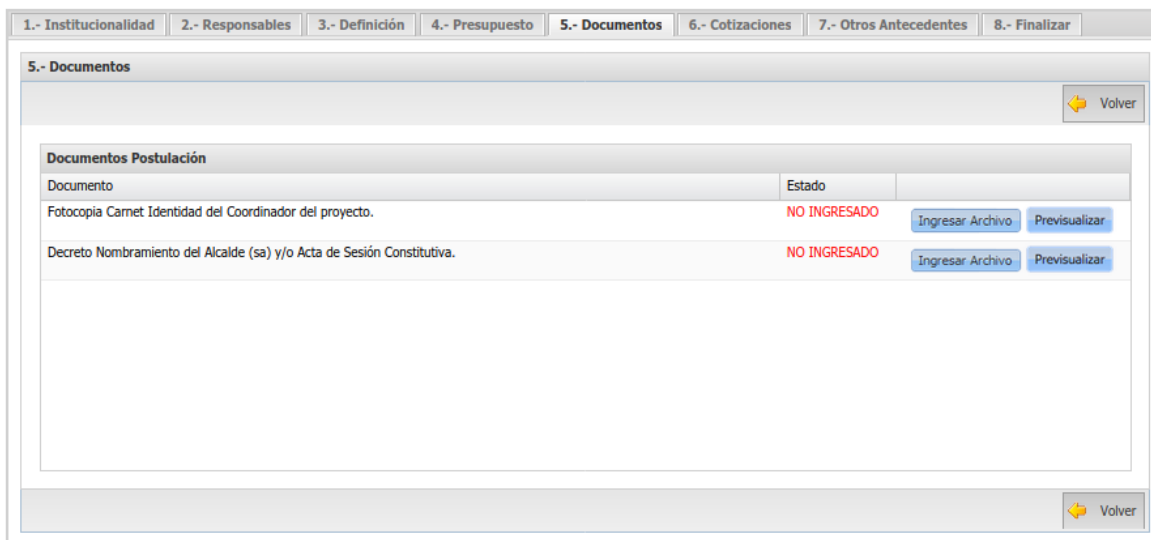 1.- Institucionalidad 2.- Responsables 3.- Definición 4.- Presupuesto 5.- Documentos 6.- Cotizaciones 7.- Otros Antecedentes 8.- Finalizar
5.- Documentos
Volver
Documentos Postulación
Documento Estado
Fotocopia Carnet Identidad del Coordinador del proyecto. NO INGRESADO Ingresar Archivo Previsualizar
Decreto Nombramiento del Alcalde (sa) y/o Acta de Sesión Constitutiva. NO INGRESADO Ingresar Archivo Previsualizar
Volver